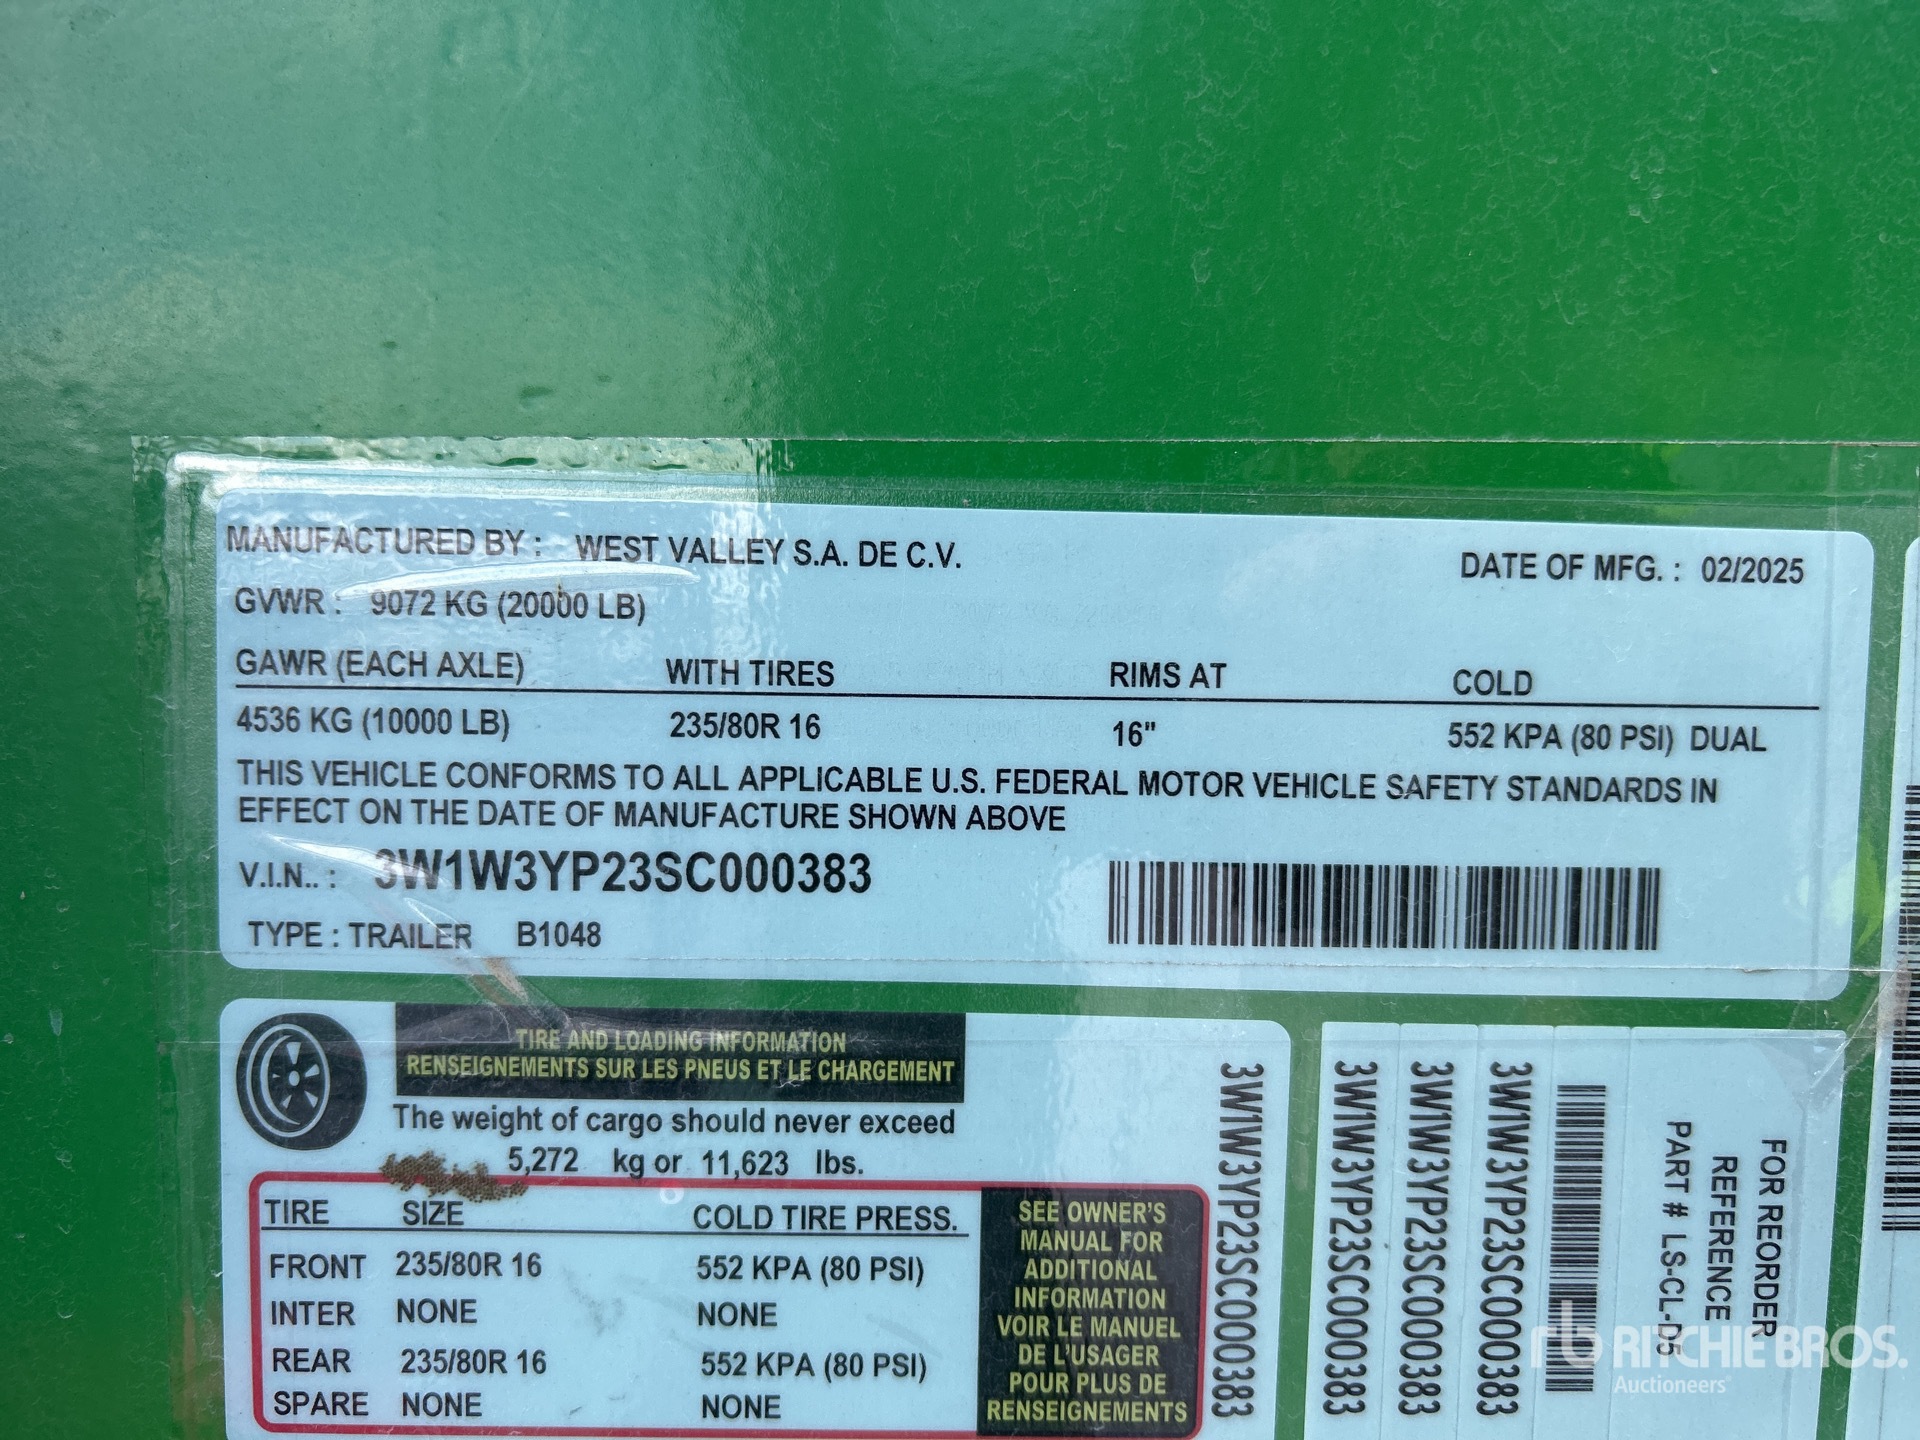 MANUFACTURED BY : WEST VALLEY S.A. DE C.V.
DATE OF MFG. : 02/2025
GVWR : 9072 KG (20000 LB)
GAWR (EACH AXLE) WITH TIRES RIMS AT COLD
4536 KG (10000 LB) 235/80R 16 16" 552 KPA (80 PSI) DUAL
THIS VEHICLE CONFORMS TO ALL APPLICABLE U.S. FEDERAL MOTOR VEHICLE SAFETY STANDARDS IN
EFFECT ON THE DATE OF MANUFACTURE SHOWN ABOVE
V.I.N.. : 3W1W3YP23SC000383
TYPE : TRAILER B1048
TIRE AND LOADING INFORMATION
RENSEIGNEMENTS SUR LES PNEUS ET LE CHARGEMENT
The weight of cargo should never exceed
5,272 kg or 11,623 lbs.
TIRE SIZE COLD TIRE PRESS.
FRONT 235/80R 16 552 KPA (80 PSI)
INTER NONE NONE
REAR 235/80R 16 552 KPA (80 PSI)
SPARE NONE NONE
SEE OWNER'S
MANUAL FOR
ADDITIONAL
INFORMATION
VOIR LE MANUEL
DE L'USAGER
POUR PLUS DE
RENSEIGNEMENTS
3W1W3YP23SC000383
3W1W3YP23SC000383
3W1W3YP23SC000383
3W1W3YP23SC000383
FOR REORDER
REFERENCE
PART # LS-CL-D5
rb RITCHIE BROS.
Auctioneers